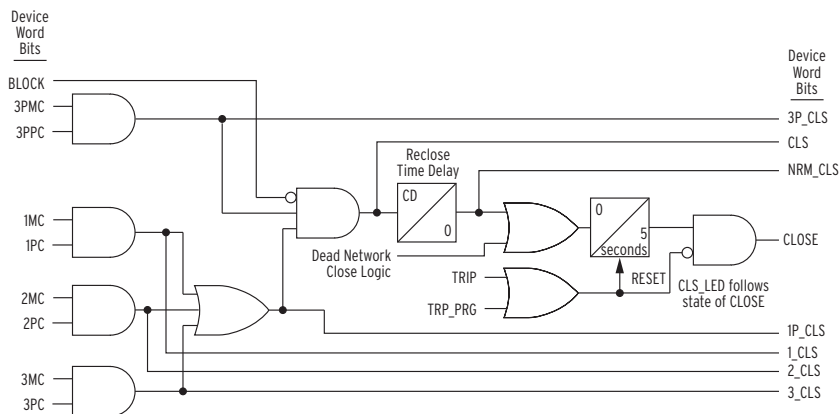 Device
Word
Bits
Device
Word
Bits
BLOCK
3PMC
3PPC
3P_CLS
CLS
Reclose
Time Delay
NRM_CLS
CD
0
0
5
seconds
1MC
1PC
CLOSE
Dead Network
Close Logic
TRIP
RESET
CLS_LED follows
state of CLOSE
2MC
2PC
TRP_PRG
1P_CLS
1_CLS
2_CLS
3MC
3PC
3_CLS